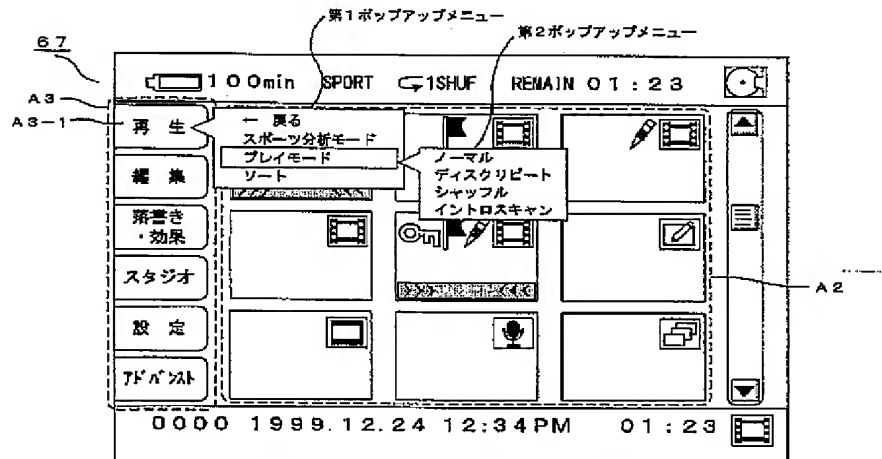 第1ポップアップメニュー
第2ポップアップメニュー
67
100min SPORT 1SHUF REMAIN 01:23
A3
A3-1
再生
← 戻る
スポーツ分析モード
プレイモード
ソート
ノーマル
ディスクリピート
シャッフル
イントロスキャン
編集
落書き
・効果
スタジオ
設定
アドバンスト
A2
0000 1999.12.24 12:34PM 01:23